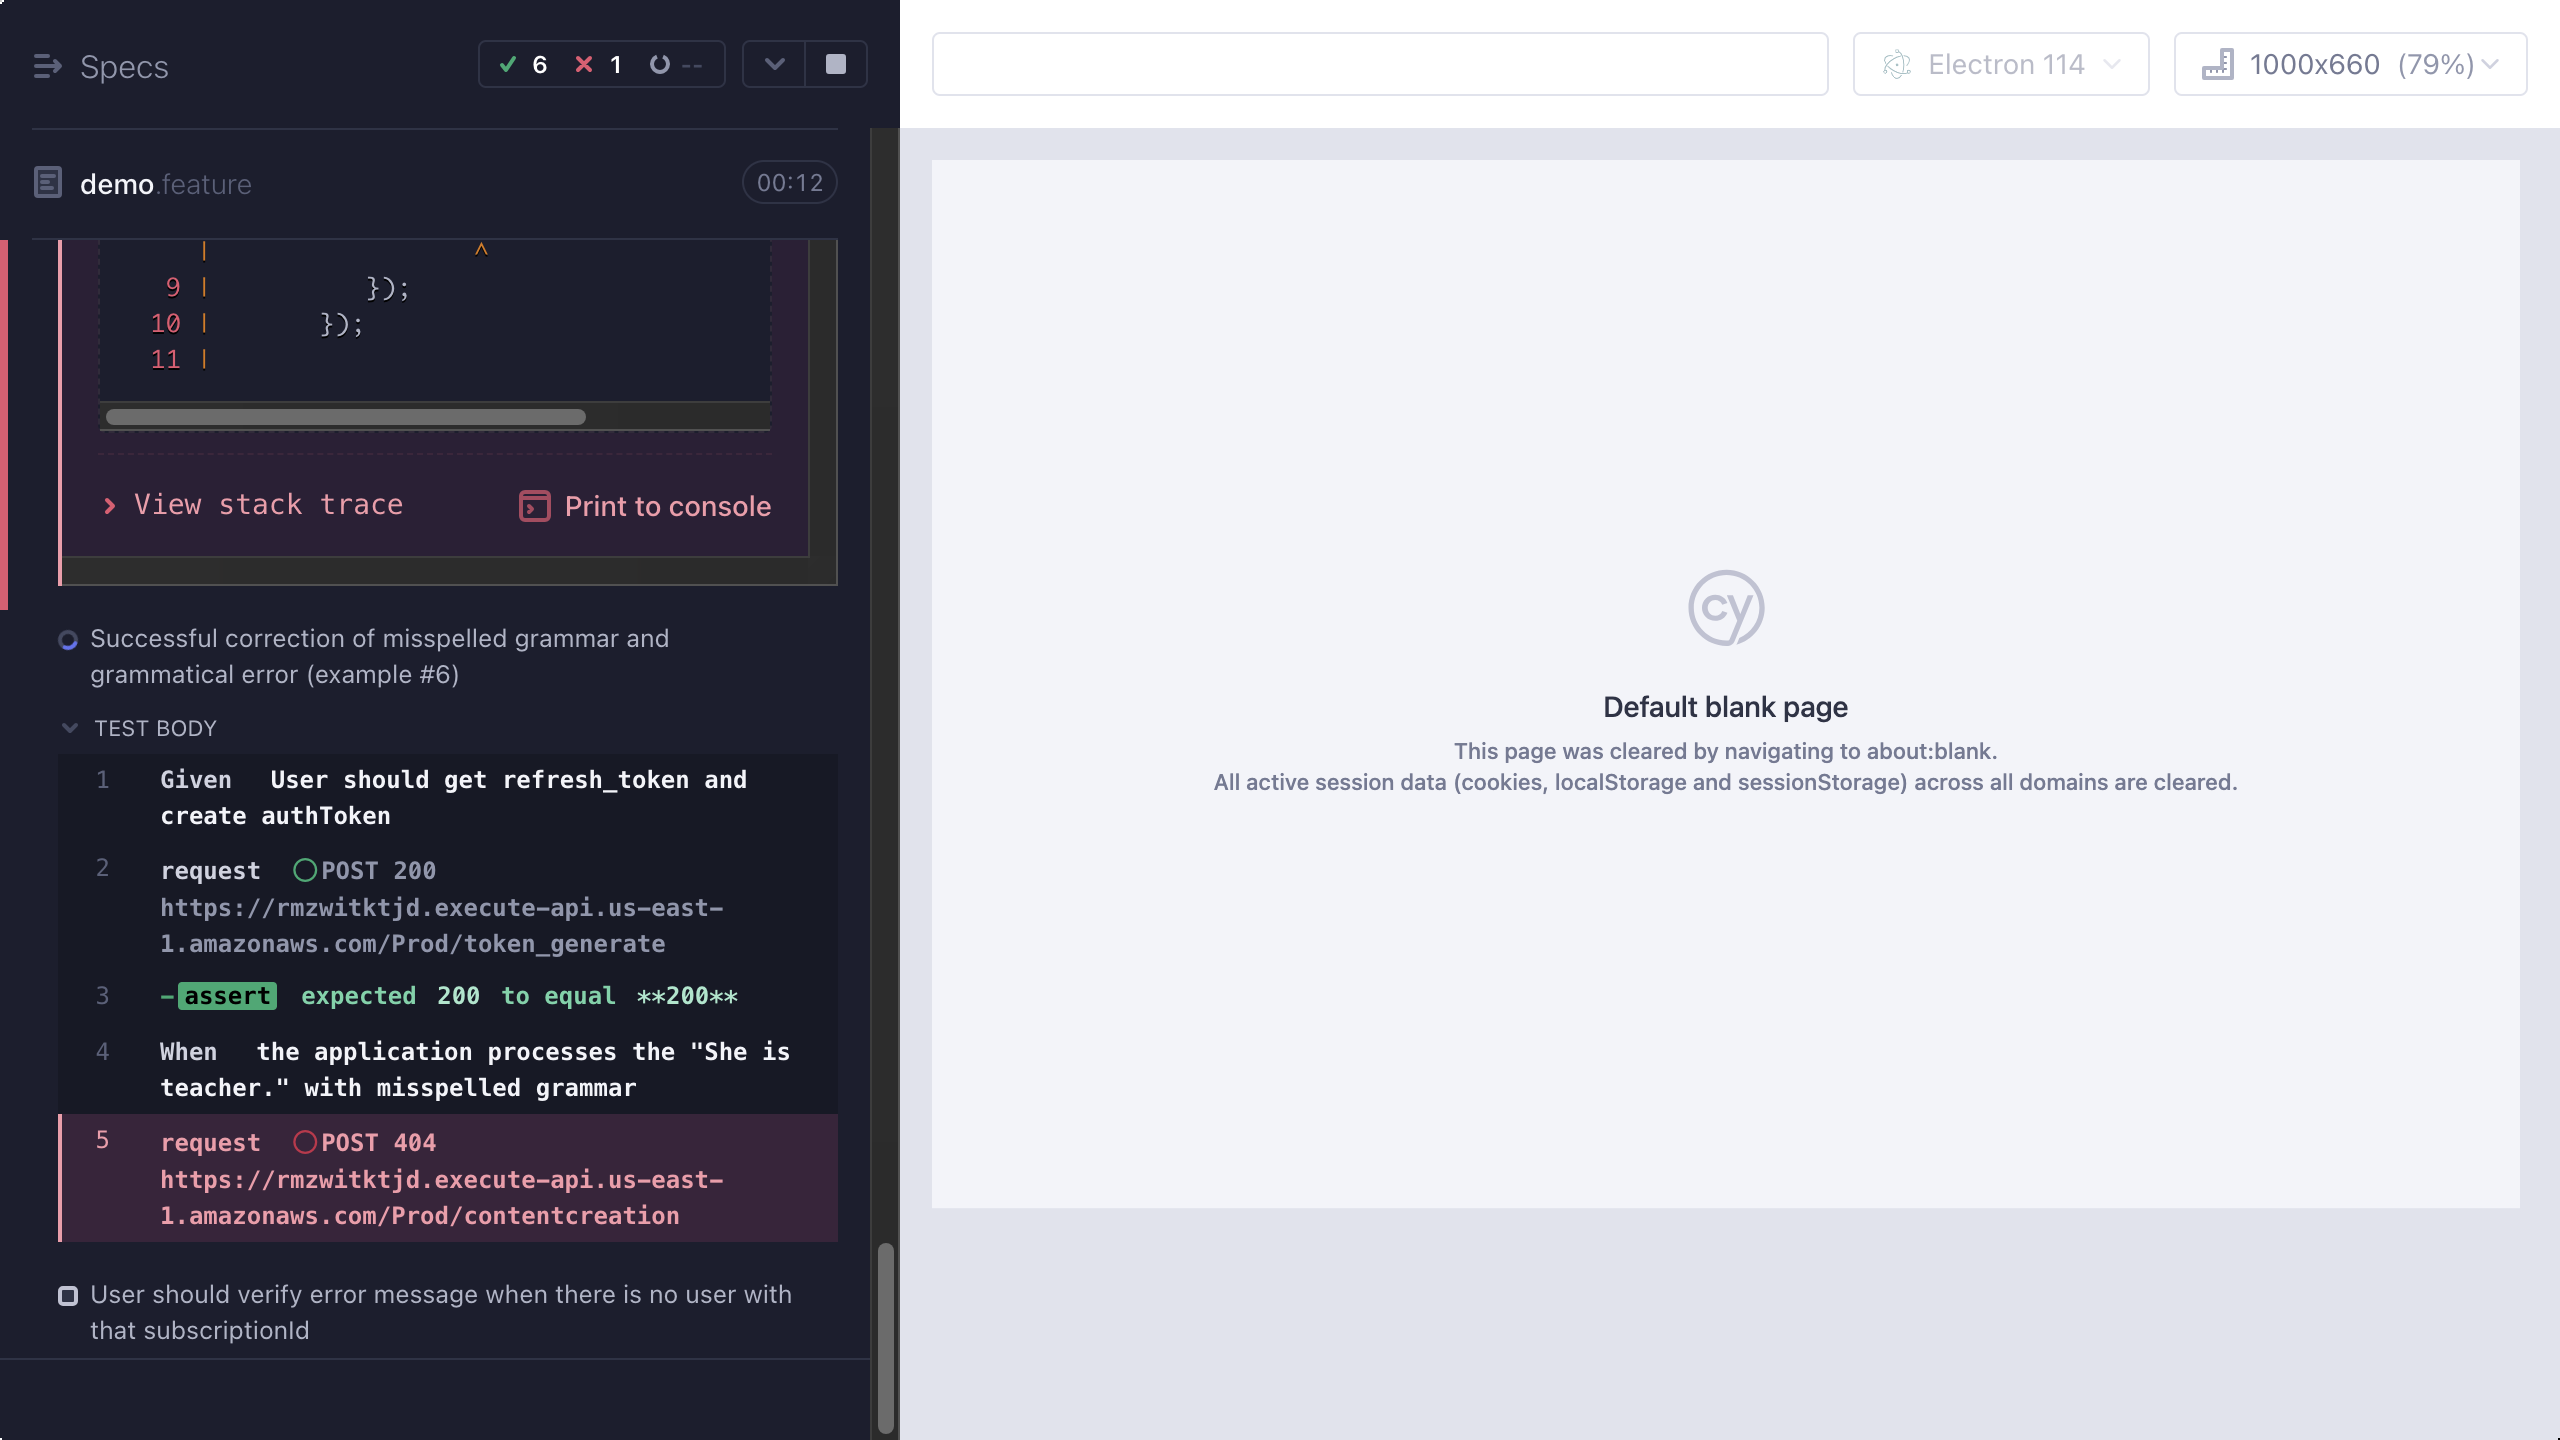 Specs
6 1 --
demo.feature 00:12
| ^
9 | });
10 | });
11 |
View stack trace
Print to console
Successful correction of misspelled grammar and
grammatical error (example #6)
TEST BODY
1 Given User should get refresh_token and
create authToken
2 request POST 200
https://rmzwitktjd.execute-api.us-east-
1.amazonaws.com/Prod/token_generate
3 -assert expected 200 to equal **200**
4 When the application processes the "She is
teacher." with misspelled grammar
5 request POST 404
https://rmzwitktjd.execute-api.us-east-
1.amazonaws.com/Prod/contentcreation
User should verify error message when there is no user with
that subscriptionId
Electron 114
1000x660 (79%)
cy
Default blank page
This page was cleared by navigating to about:blank.
All active session data (cookies, localStorage and sessionStorage) across all domains are cleared.